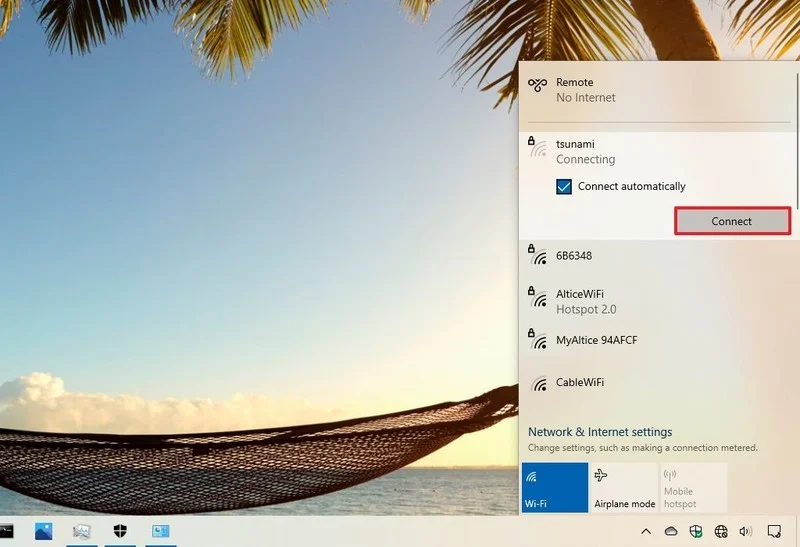 Remote
No Internet
tsunami
Connecting
Connect automatically
Connect
6B6348
AlticeWiFi
Hotspot 2.0
MyAltice 94AFCF
CableWiFi
Network & Internet settings
Change settings, such as making a connection metered.
Wi-Fi
Airplane mode
Mobile
hotspot